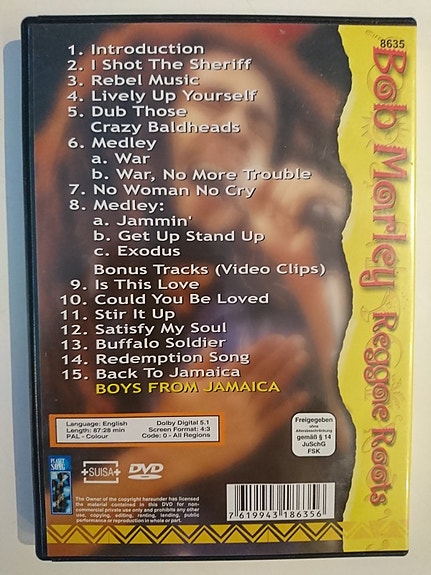 8635
Bob Marley Reggae Roots
1. Introduction
2. I Shot The Sheriff
3. Rebel Music
4. Lively Up Yourself
5. Dub Those
Crazy Baldheads
6. Medley
a. War
b. War, No More Trouble
7. No Woman No Cry
8. Medley:
a. Jammin'
b. Get Up Stand Up
c. Exodus
Bonus Tracks (Video Clips)
9. Is This Love
10. Could You Be Loved
11. Stir It Up
12. Satisfy My Soul
13. Buffalo Soldier
14. Redemption Song
15. Back To Jamaica
BOYS FROM JAMAICA
Language: English
Length: 67:28 min
PAL - Colour
Dolby Digital 5.1
Screen Format: 4:3
Code: 0 - All Regions
Freigegeben
ohne
Altersbeschränkung
gemäß § 14
JuSchG
FSK
PLANET
SONG
SUISA
DVD
The Owner of the copyright hereunder has licensed
the material contained in this DVD for non-
commercial private use only and prohibits any other
use, copying, editing, renting, lending, public
performance or reproduction in whole or part.
7 619943 186356